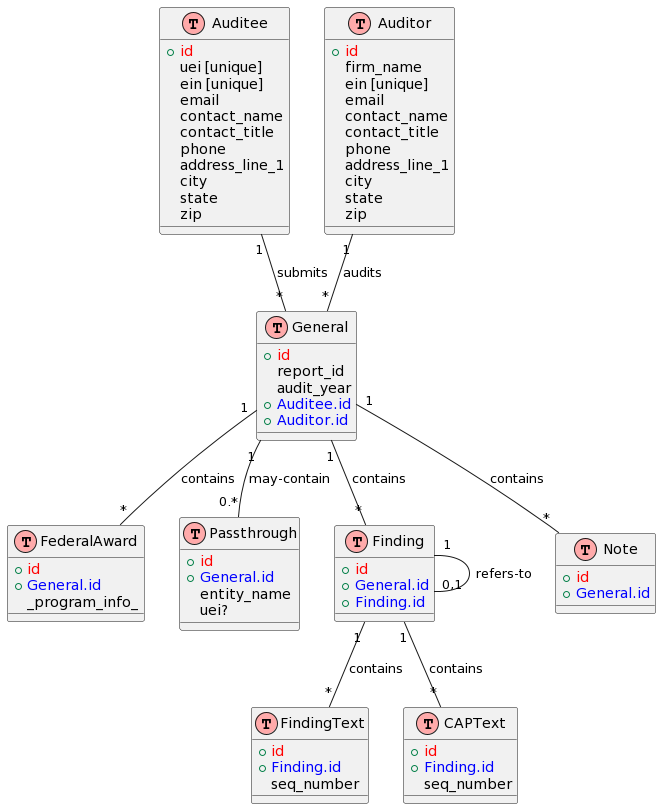 T Auditee
id
uei [unique]
ein [unique]
email
contact_name
contact_title
phone
address_line_1
city
state
zip
T Auditor
id
firm_name
ein [unique]
email
contact_name
contact_title
phone
address_line_1
city
state
zip
1
submits
*
1
audits
*
T General
id
report_id
audit_year
Auditee.id
Auditor.id
1
contains
*
1
may-contain
0.*
1
contains
*
1
contains
*
T FederalAward
id
General.id
_program_info_
T Passthrough
id
General.id
entity_name
uei?
T Finding
id
General.id
Finding.id
1
refers-to
0,1
T Note
id
General.id
1
contains
*
1
contains
*
T FindingText
id
Finding.id
seq_number
T CAPText
id
Finding.id
seq_number